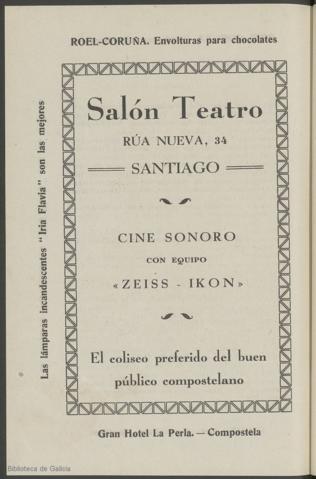 ROEL-CORUÑA. Envolturas para chocolates
Las lámparas incandescentes "Iria Flavia" son las mejores
Salón Teatro
RÚA NUEVA, 34
SANTIAGO
CINE SONORO
CON EQUIPO
«ZEISS - IKON»
El coliseo preferido del buen
público compostelano
Gran Hotel La Perla. — Compostela
Biblioteca de Galicia